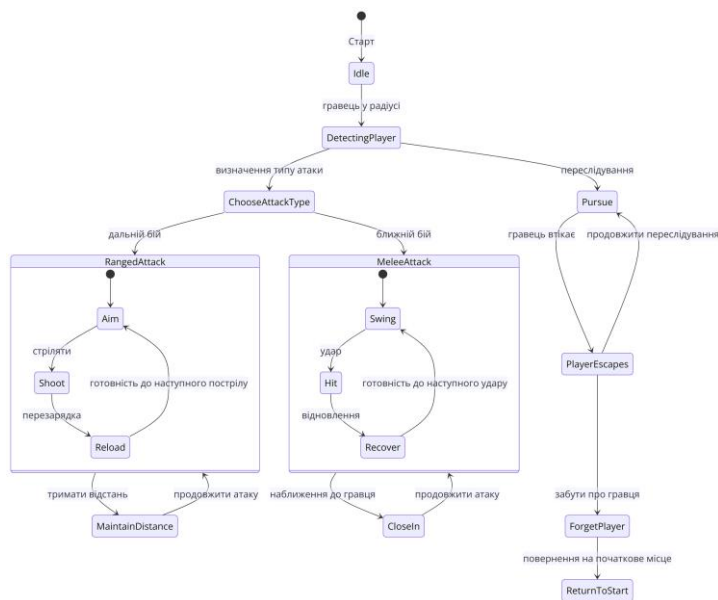 Старт
Idle
гравець у радіусі
DetectingPlayer
визначення типу атаки
переслідування
ChooseAttackType
Pursue
дальній бій
ближній бій
гравець втікає
продовжити переслідування
RangedAttack
MeleeAttack
Aim
Swing
стріляти
удар
PlayerEscapes
Shoot
готовність до наступного пострілу
Hit
готовність до наступного удару
перезарядка
відновлення
Reload
Recover
тримати відстань
продовжити атаку
наближення до гравця
продовжити атаку
забути про гравця
MaintainDistance
CloseIn
ForgetPlayer
повернення на початкове місце
ReturnToStart